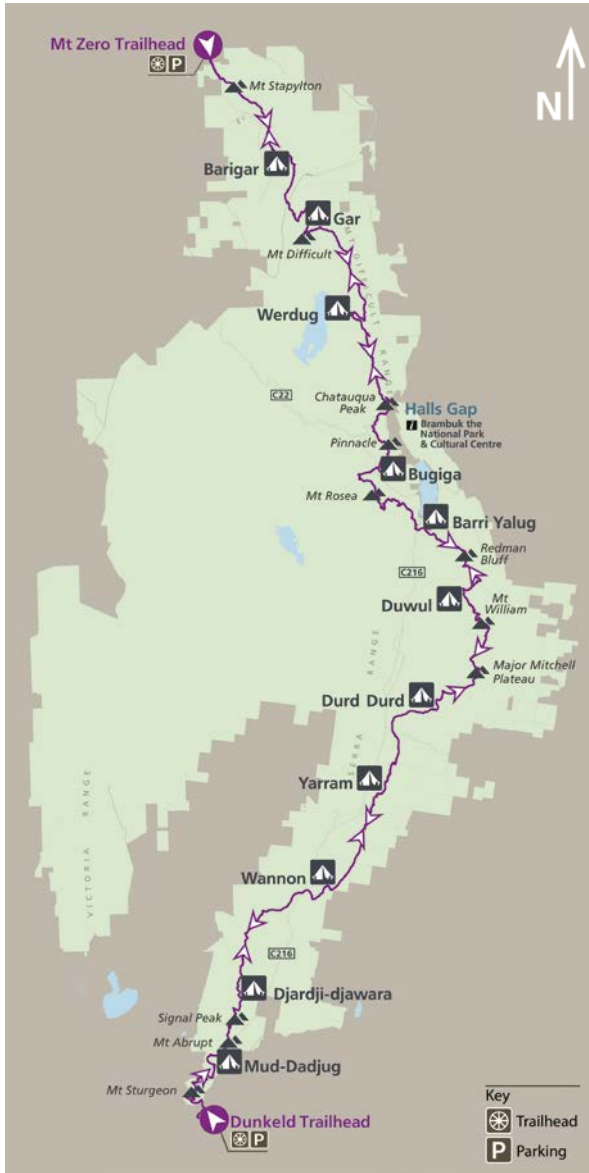 Mt Zero Trailhead
P
Mt Stapylton
N
Barigar
Gar
Mt Difficult
MT DIFFICULT RANGE
Werdug
C22
Chatauqua
Peak
Halls Gap
i Brambuk the
National Park
& Cultural Centre
Pinnacle
Bugiga
Mt Rosea
Barri Yalug
Redman
Bluff
C216
Duwul
Mt
William
Major Mitchell
Plateau
Durd Durd
SERRA RANGE
Yarram
VICTORIA RANGE
Wannon
C216
Djardji-djawara
Signal Peak
Mt Abrupt
Mud-Dadjug
Mt Sturgeon
Dunkeld Trailhead
P
Key
Trailhead
P Parking